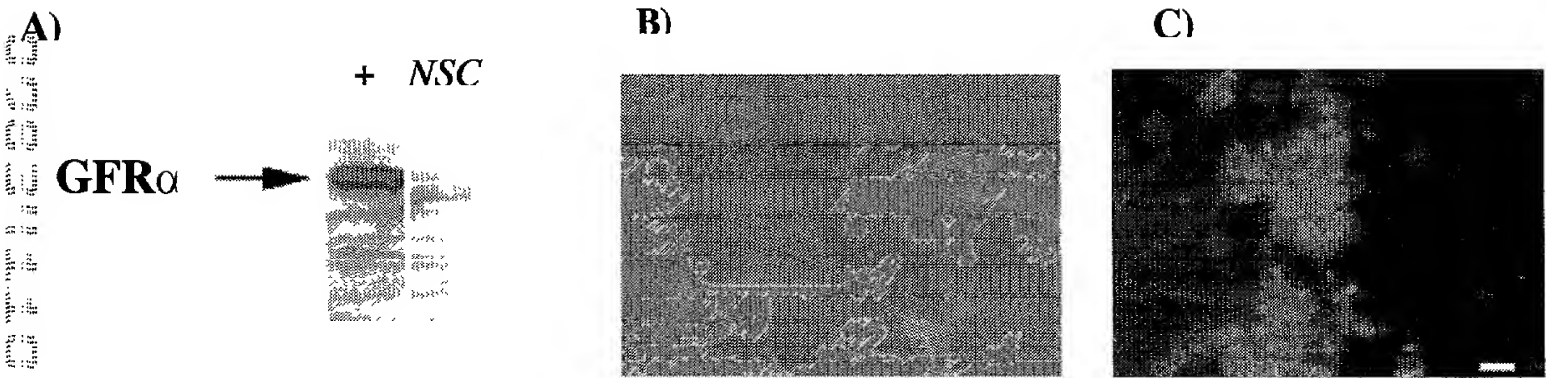 A)
B)
C)
+ NSC
GFRα